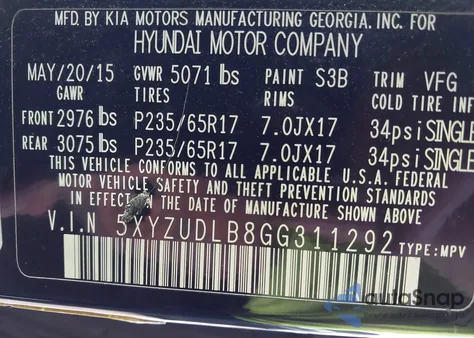 MFD. BY KIA MOTORS MANUFACTURING GEORGIA, INC. FOR
HYUNDAI MOTOR COMPANY
MAY/20/15 GVWR 5071 lbs PAINT S3B TRIM VFG
GAWR TIRES RIMS COLD TIRE INF
FRONT 2976 lbs P235/65R17 7.0JX17 34psi SINGLE
REAR 3075 lbs P235/65R17 7.0JX17 34psi SINGLE
THIS VEHICLE CONFORMS TO ALL APPLICABLE U.S.A. FEDERAL
MOTOR VEHICLE SAFETY AND THEFT PREVENTION STANDARDS
IN EFFECT ON THE DATE OF MANUFACTURE SHOWN ABOVE.
V.I.N 5XYZUDLB8GG311292 TYPE: MPV
autoSnap